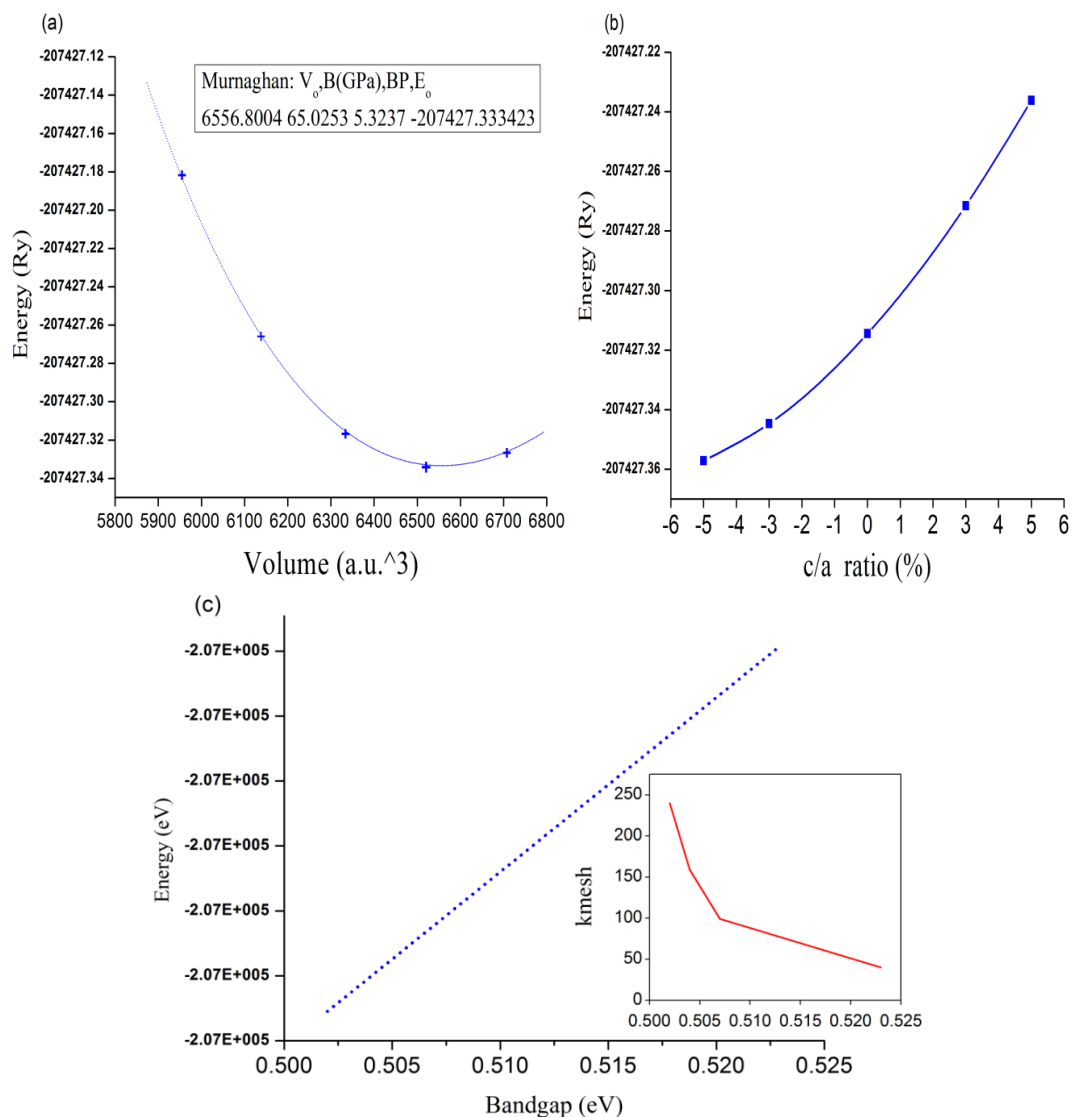 (a)
-207427.12
-207427.14
-207427.16
-207427.18
-207427.20
-207427.22
-207427.24
-207427.26
-207427.28
-207427.30
-207427.32
-207427.34
Energy (Ry)
Murnaghan: V_o,B(GPa),BP,E_o
6556.8004 65.0253 5.3237 -207427.333423
5800 5900 6000 6100 6200 6300 6400 6500 6600 6700 6800
Volume (a.u.^3)
(b)
-207427.22
-207427.24
-207427.26
-207427.28
-207427.30
-207427.32
-207427.34
-207427.36
Energy (Ry)
-6 -5 -4 -3 -2 -1 0 1 2 3 4 5 6
c/a ratio (%)
(c)
-2.07E+005
-2.07E+005
-2.07E+005
-2.07E+005
-2.07E+005
-2.07E+005
-2.07E+005
Energy (eV)
0.500 0.505 0.510 0.515 0.520 0.525
Bandgap (eV)
250
200
150
100
50
0
kmesh
0.500 0.505 0.510 0.515 0.520 0.525